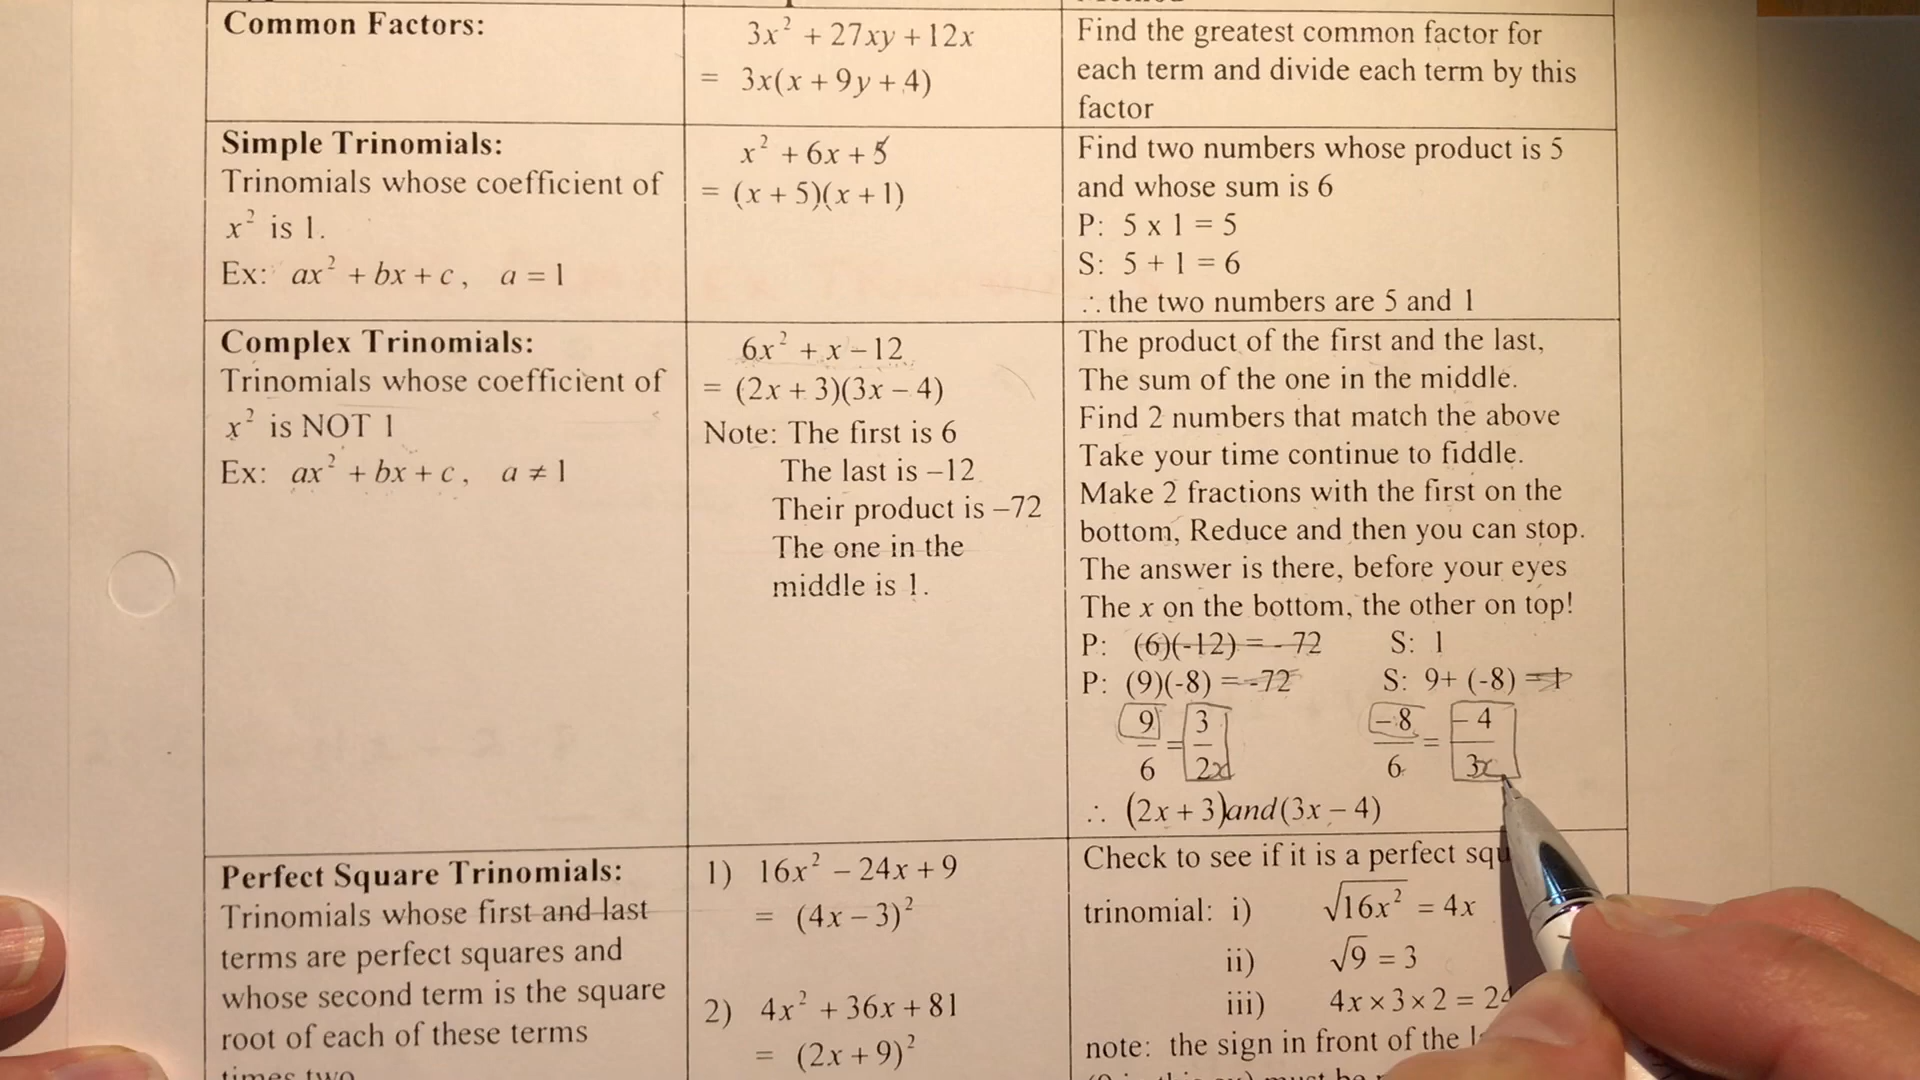 Common Factors:
3x² + 27xy + 12x
= 3x(x + 9y + 4)
Find the greatest common factor for
each term and divide each term by this
factor
Simple Trinomials:
Trinomials whose coefficient of
x² is 1.
Ex: ax² + bx + c, a = 1
x² + 6x + 5
= (x + 5)(x + 1)
Find two numbers whose product is 5
and whose sum is 6
P: 5 x 1 = 5
S: 5 + 1 = 6
∴ the two numbers are 5 and 1
Complex Trinomials:
Trinomials whose coefficient of
x² is NOT 1
Ex: ax² + bx + c, a ≠ 1
6x² + x – 12
= (2x + 3)(3x – 4)
Note: The first is 6
The last is –12
Their product is –72
The one in the
middle is 1.
The product of the first and the last,
The sum of the one in the middle.
Find 2 numbers that match the above
Take your time continue to fiddle.
Make 2 fractions with the first on the
bottom, Reduce and then you can stop.
The answer is there, before your eyes
The x on the bottom, the other on top!
P: (6)(-12) = - 72 S: 1
P: (9)(-8) = -72 S: 9+ (-8) = 1
9/6 = 3/2x –8/6 = –4/3x
∴ (2x + 3)and(3x – 4)
Perfect Square Trinomials:
Trinomials whose first and last
terms are perfect squares and
whose second term is the square
root of each of these terms
times two
1) 16x² – 24x + 9
= (4x – 3)²
2) 4x² + 36x + 81
= (2x + 9)²
Check to see if it is a perfect
trinomial: i) √16x² = 4x
ii) √9 = 3
iii) 4x × 3 × 2 =
note: the sign in front of the